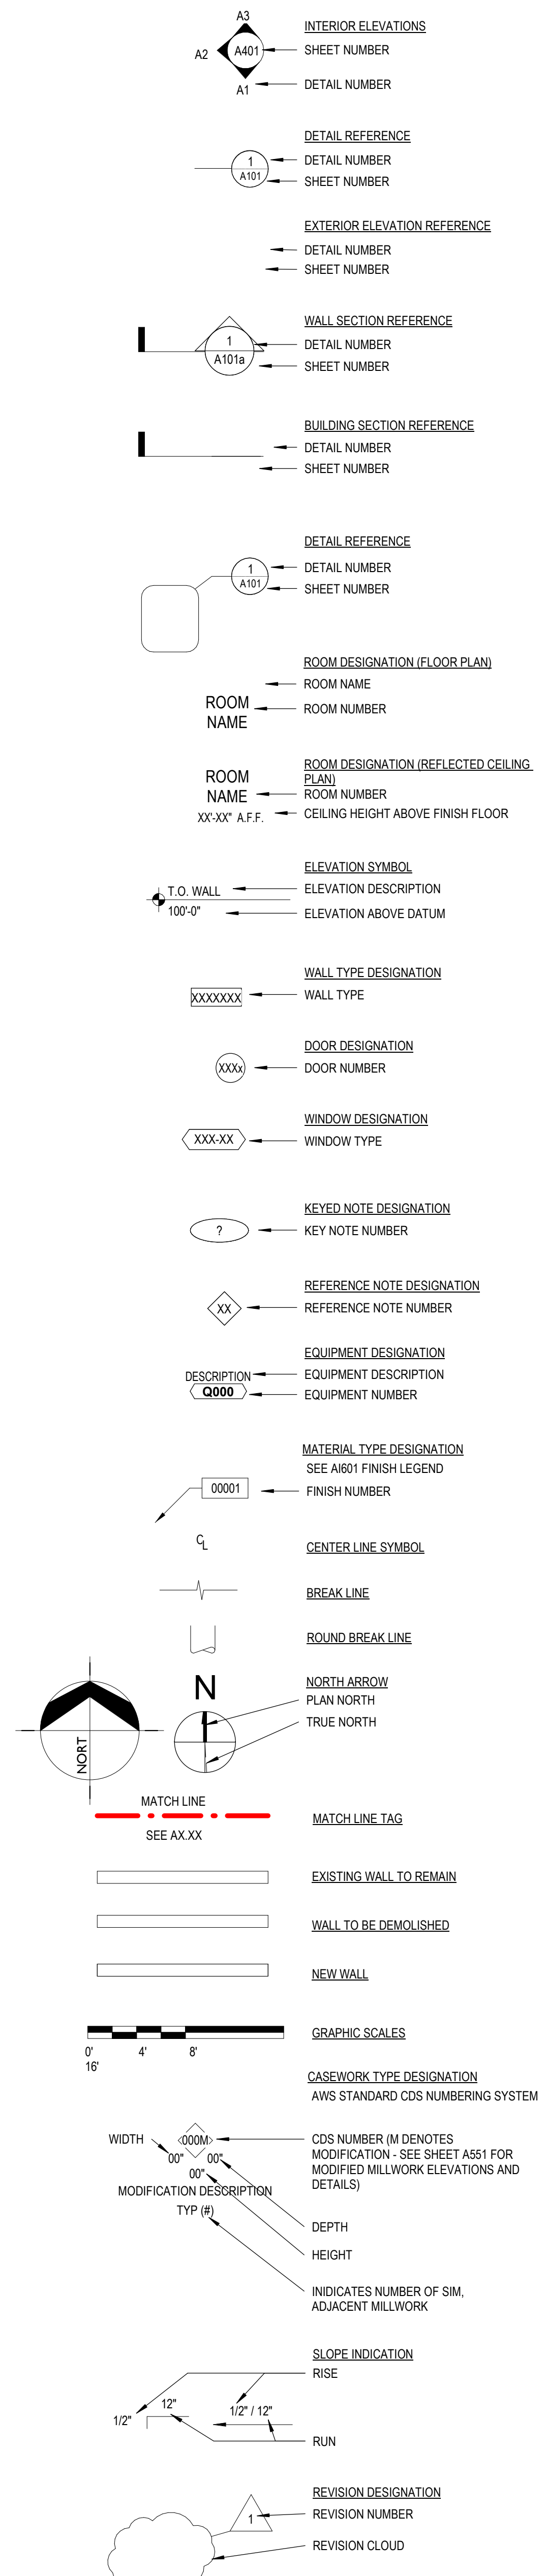 A3
INTERIOR ELEVATIONS
A401
SHEET NUMBER
A2
A1
DETAIL NUMBER
DETAIL REFERENCE
1
DETAIL NUMBER
A101
SHEET NUMBER
EXTERIOR ELEVATION REFERENCE
DETAIL NUMBER
SHEET NUMBER
WALL SECTION REFERENCE
1
DETAIL NUMBER
A101a
SHEET NUMBER
BUILDING SECTION REFERENCE
DETAIL NUMBER
SHEET NUMBER
DETAIL REFERENCE
1
DETAIL NUMBER
A101
SHEET NUMBER
ROOM DESIGNATION (FLOOR PLAN)
ROOM NAME
ROOM
NAME
ROOM NUMBER
ROOM DESIGNATION (REFLECTED CEILING
PLAN)
ROOM
NAME
ROOM NUMBER
XX'-XX" A.F.F.
CEILING HEIGHT ABOVE FINISH FLOOR
ELEVATION SYMBOL
T.O. WALL
ELEVATION DESCRIPTION
100'-0"
ELEVATION ABOVE DATUM
WALL TYPE DESIGNATION
XXXXXXX
WALL TYPE
DOOR DESIGNATION
XXXx
DOOR NUMBER
WINDOW DESIGNATION
XXX-XX
WINDOW TYPE
KEYED NOTE DESIGNATION
?
KEY NOTE NUMBER
REFERENCE NOTE DESIGNATION
XX
REFERENCE NOTE NUMBER
EQUIPMENT DESIGNATION
DESCRIPTION
EQUIPMENT DESCRIPTION
Q000
EQUIPMENT NUMBER
MATERIAL TYPE DESIGNATION
SEE AI601 FINISH LEGEND
00001
FINISH NUMBER
CL
CENTER LINE SYMBOL
BREAK LINE
ROUND BREAK LINE
N
NORTH ARROW
PLAN NORTH
TRUE NORTH
NORT
MATCH LINE
MATCH LINE TAG
SEE AX.XX
EXISTING WALL TO REMAIN
WALL TO BE DEMOLISHED
NEW WALL
GRAPHIC SCALES
0' 4' 8'
16'
CASEWORK TYPE DESIGNATION
AWS STANDARD CDS NUMBERING SYSTEM
WIDTH
000M
CDS NUMBER (M DENOTES
MODIFICATION - SEE SHEET A551 FOR
MODIFIED MILLWORK ELEVATIONS AND
DETAILS)
00" 00"
00"
MODIFICATION DESCRIPTION
TYP (#)
DEPTH
HEIGHT
INIDICATES NUMBER OF SIM,
ADJACENT MILLWORK
SLOPE INDICATION
RISE
12"
1/2" / 12"
1/2"
RUN
REVISION DESIGNATION
1
REVISION NUMBER
REVISION CLOUD